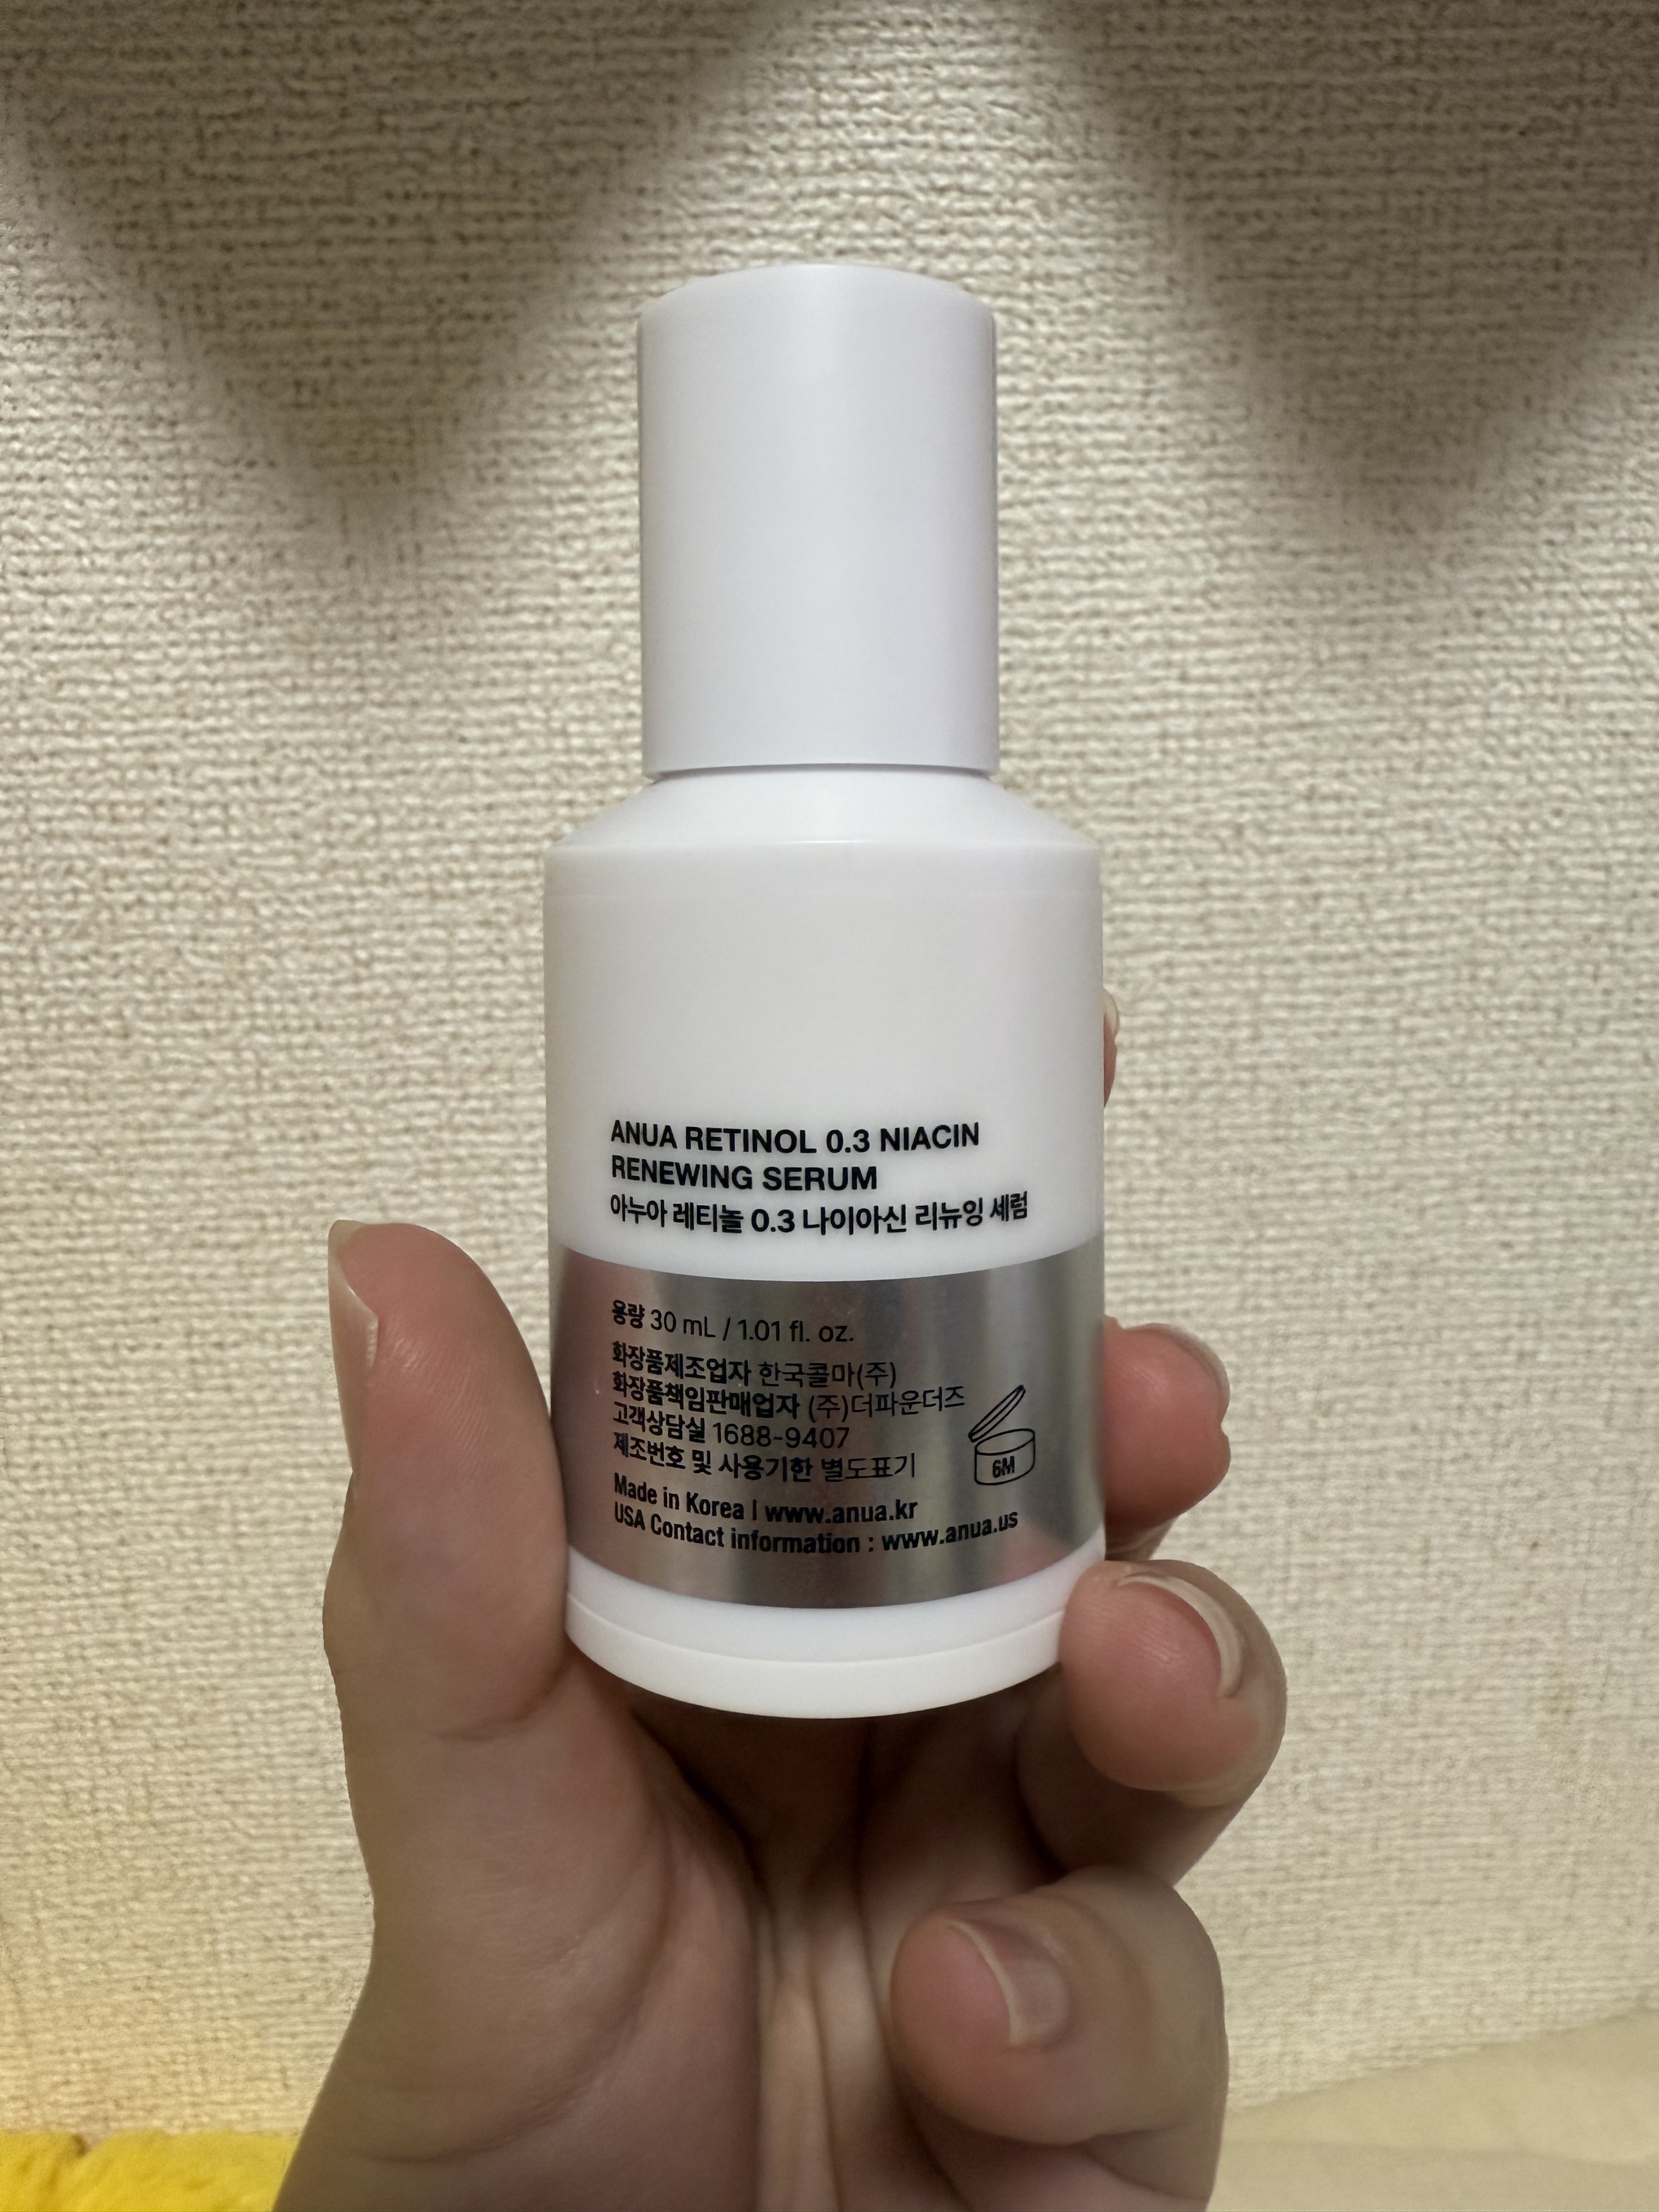 ANUA RETINOL 0.3 NIACIN
RENEWING SERUM
아누아 레티놀 0.3 나이아신 리뉴잉 세럼
용량 30 mL / 1.01 fl. oz.
화장품제조업자 한국콜마(주)
화장품책임판매업자 (주)더파운더즈
고객상담실 1688-9407
제조번호 및 사용기한 별도표기
6M
Made in Korea | www.anua.kr
USA Contact information : www.anua.us